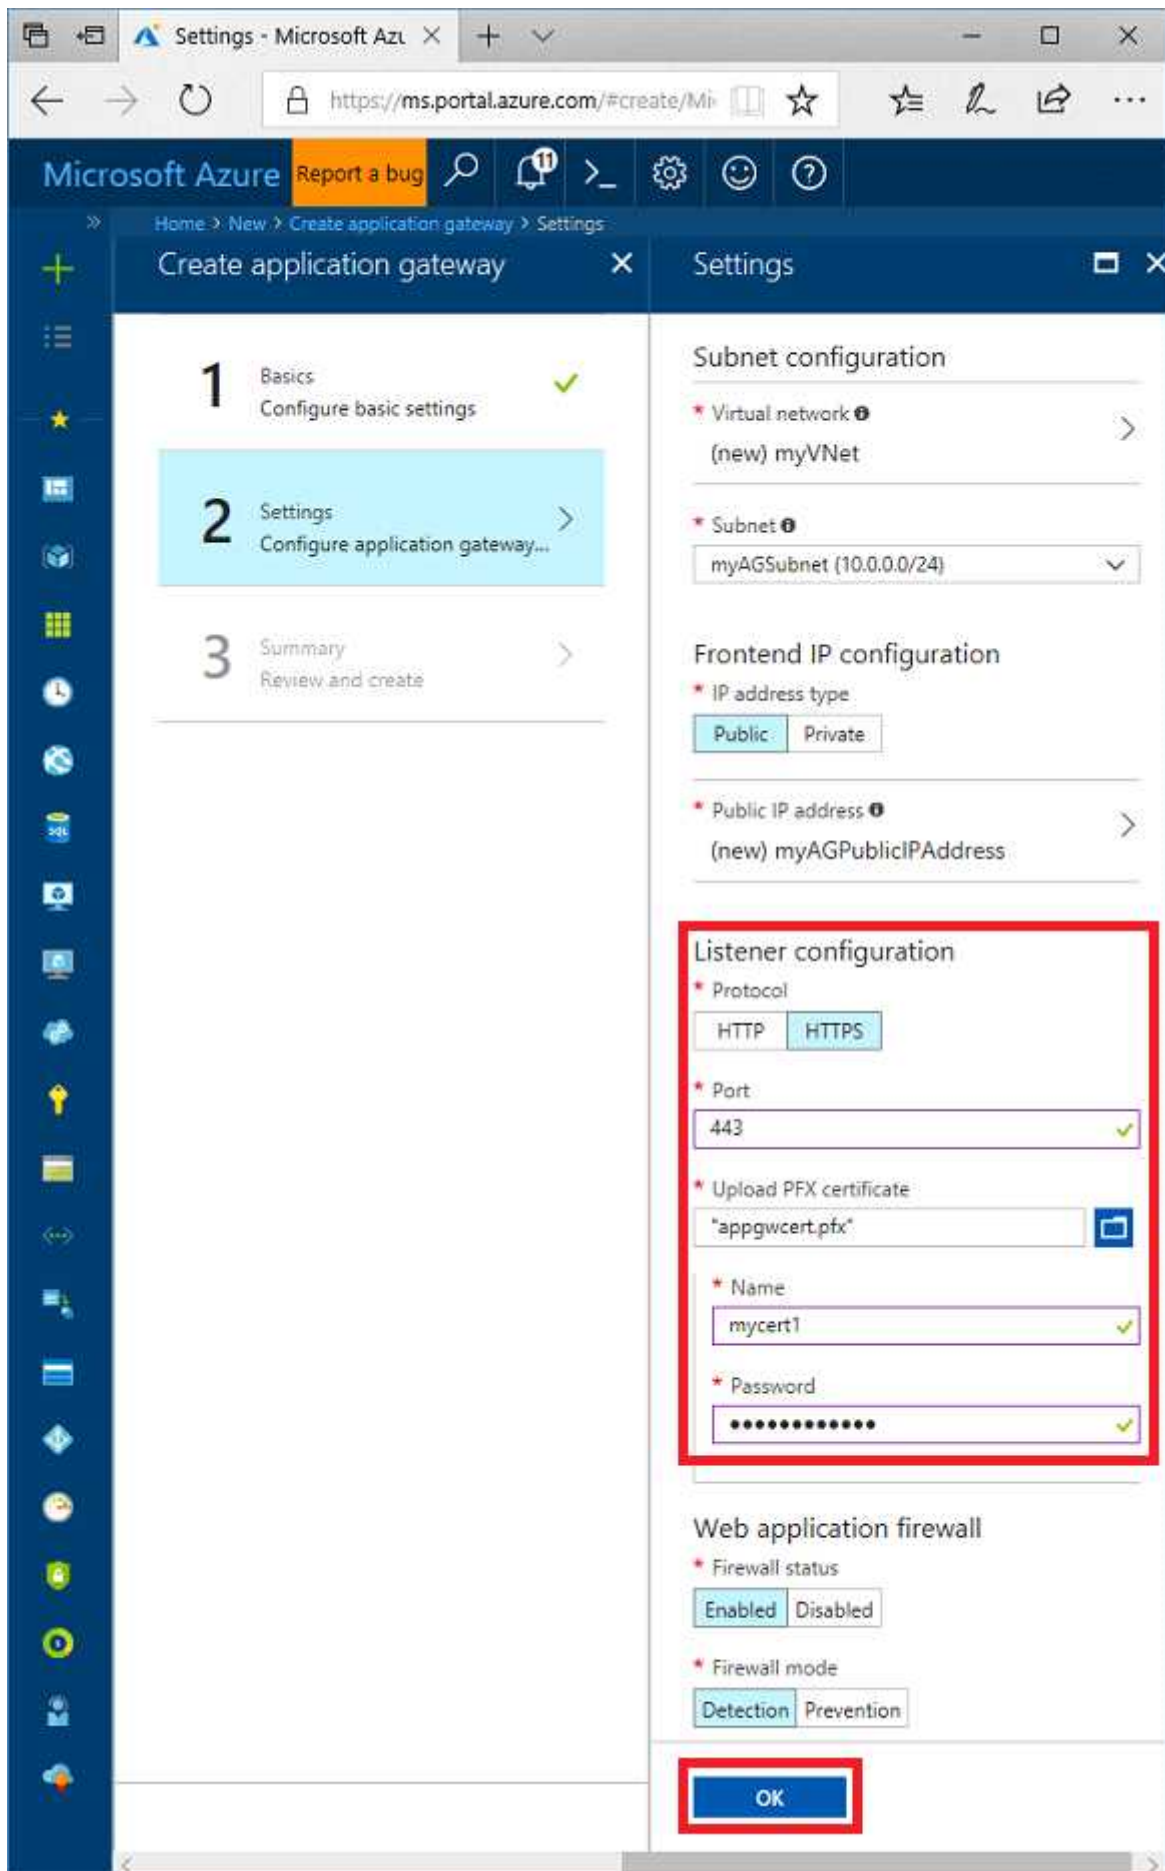 Settings - Microsoft Azu
https://ms.portal.azure.com/#create/Mi
Microsoft Azure Report a bug 11
Home > New > Create application gateway > Settings
Create application gateway
1
Basics
Configure basic settings
2
Settings
Configure application gateway...
3
Summary
Review and create
Settings
Subnet configuration
* Virtual network
(new) myVNet
* Subnet
myAGSubnet (10.0.0.0/24)
Frontend IP configuration
* IP address type
Public Private
* Public IP address
(new) myAGPublicIPAddress
Listener configuration
* Protocol
HTTP HTTPS
* Port
443
* Upload PFX certificate
"appgwcert.pfx"
* Name
mycert1
* Password
••••••••••••
Web application firewall
* Firewall status
Enabled Disabled
* Firewall mode
Detection Prevention
OK
SQL